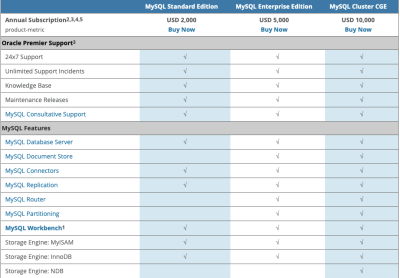 MySQL Standard Edition MySQL Enterprise Edition MySQL Cluster CGE
Annual Subscription2,3,4,5 USD 2,000 USD 5,000 USD 10,000
product-metric Buy Now Buy Now Buy Now
Oracle Premier Support3
24x7 Support √ √ √
Unlimited Support Incidents √ √ √
Knowledge Base √ √ √
Maintenance Releases √ √ √
MySQL Consultative Support √ √ √
MySQL Features
MySQL Database Server √ √ √
MySQL Document Store √ √
MySQL Connectors √ √ √
MySQL Replication √ √ √
MySQL Router √ √
MySQL Partitioning √ √
MySQL Workbench1 √ √ √
Storage Engine: MyISAM √ √ √
Storage Engine: InnoDB √ √ √
Storage Engine: NDB √